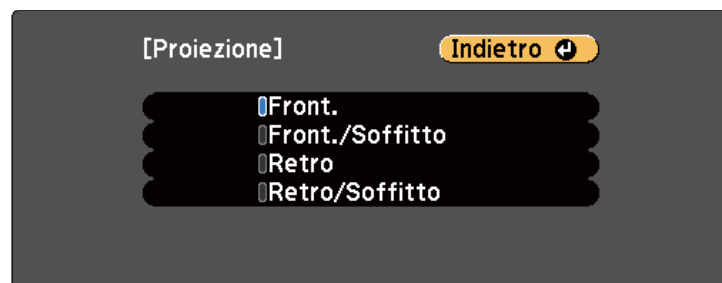 [Proiezione] Indietro
Front.
Front./Soffitto
Retro
Retro/Soffitto